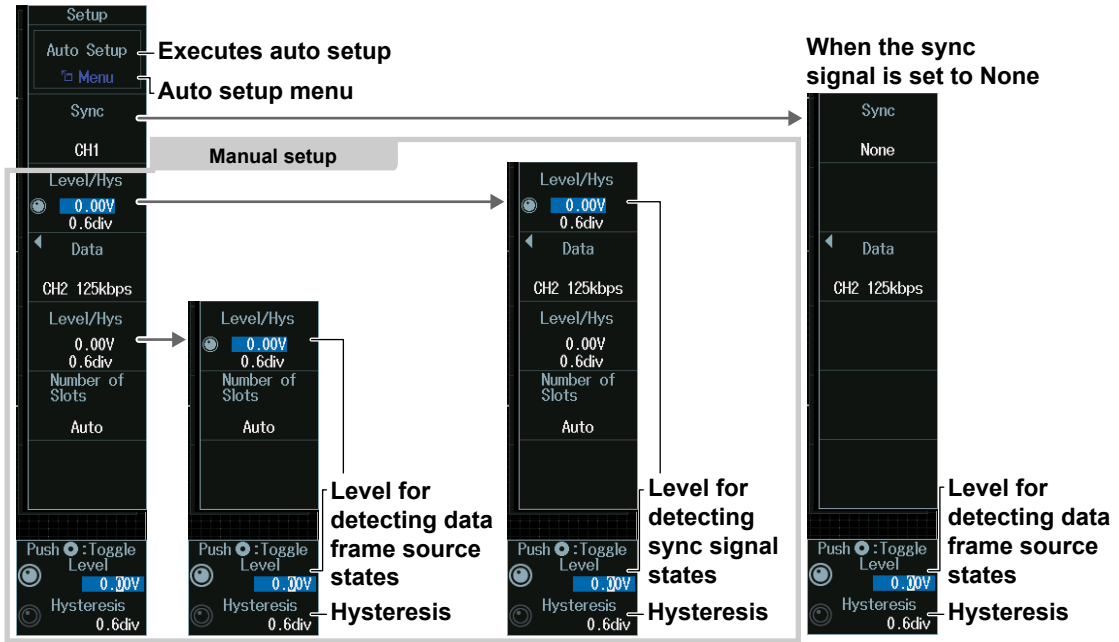 Setup
Auto Setup
Menu
Executes auto setup
Auto setup menu
Sync
CH1
When the sync
signal is set to None
Manual setup
Level/Hys
0.00V
0.6div
Data
CH2 125kbps
Level/Hys
0.00V
0.6div
Number of
Slots
Auto
Push :Toggle
Level
0.00V
Hysteresis
0.6div
Level/Hys
0.00V
0.6div
Number of
Slots
Auto
Push :Toggle
Level
0.00V
Hysteresis
0.6div
Level for
detecting data
frame source
states
Hysteresis
Level/Hys
0.00V
0.6div
Data
CH2 125kbps
Level/Hys
0.00V
0.6div
Number of
Slots
Auto
Push :Toggle
Level
0.00V
Hysteresis
0.6div
Level for
detecting
sync signal
states
Hysteresis
Sync
None
Data
CH2 125kbps
Push :Toggle
Level
0.00V
Hysteresis
0.6div
Level for
detecting data
frame source
states
Hysteresis